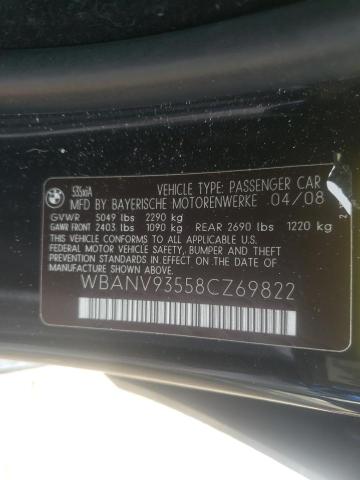 BMW
535xiA
VEHICLE TYPE: PASSENGER CAR
MFD BY BAYERISCHE MOTORENWERKE 04/08
GVWR 5049 lbs 2290 kg
GAWR FRONT 2403 lbs 1090 kg REAR 2690 lbs 1220 kg
THIS VEHICLE CONFORMS TO ALL APPLICABLE
FEDERAL MOTOR VEHICLE SAFETY, BUMPER AND THEFT
PREVENTION STANDARDS IN EFFECT ON THE DATE OF
MANUFACTURE SHOWN ABOVE.
WBANV93558CZ69822